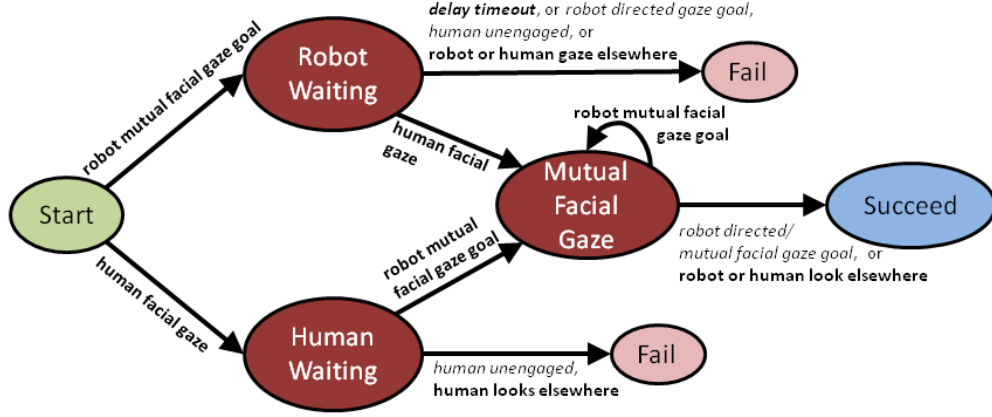 delay timeout, or robot directed gaze goal,
human unengaged, or
robot or human gaze elsewhere
robot mutual facial gaze goal
Robot
Waiting
Fail
human facial
gaze
robot mutual facial
gaze goal
Start
Mutual
Facial
Gaze
Succeed
robot directed/
mutual facial gaze goal, or
robot or human look elsewhere
robot mutual
facial gaze goal
human facial gaze
Human
Waiting
Fail
human unengaged,
human looks elsewhere